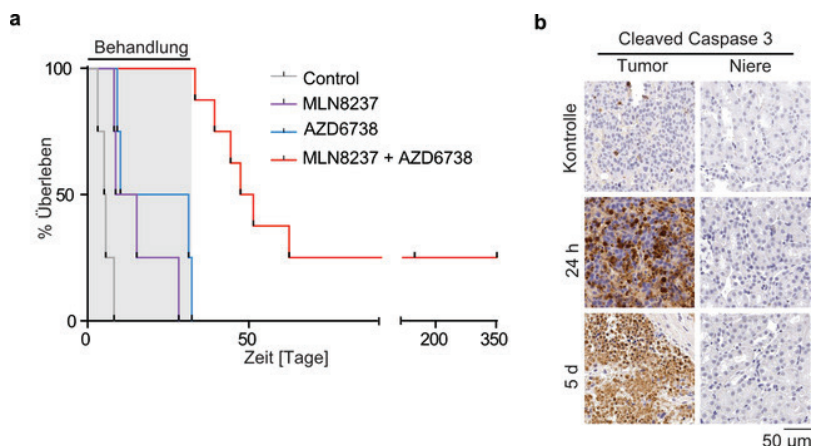 a
Behandlung
100
50
0
% Überleben
0
50
200
350
Zeit [Tage]
Control
MLN8237
AZD6738
MLN8237 + AZD6738
b
Cleaved Caspase 3
Tumor
Niere
Kontrolle
24 h
5 d
50 µm